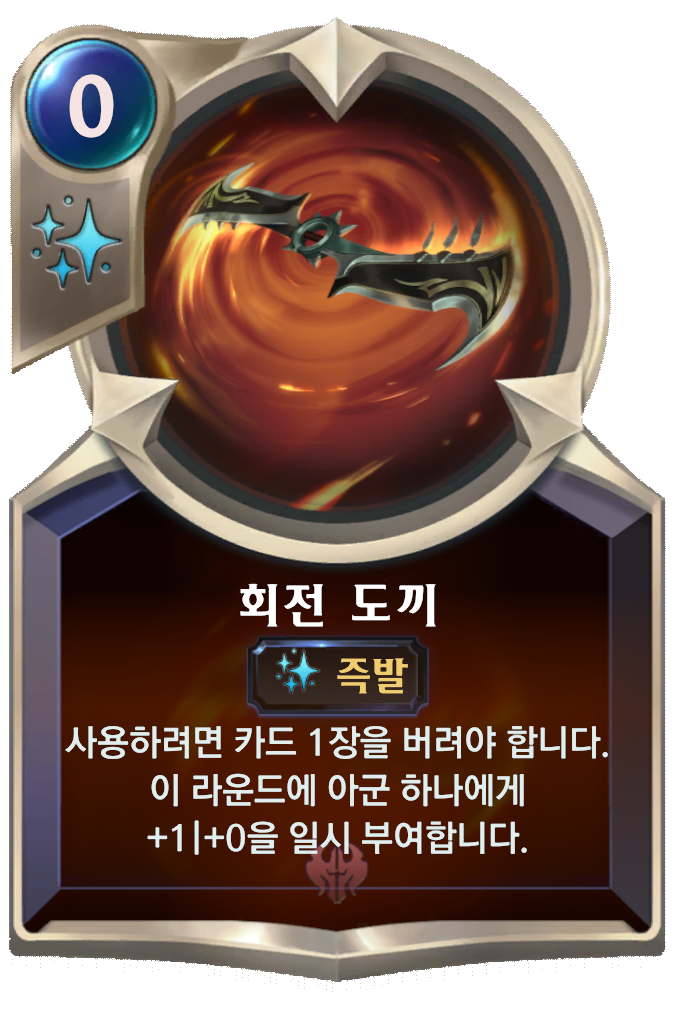 0
회전 도끼
즉발
사용하려면 카드 1장을 버려야 합니다.
이 라운드에 아군 하나에게
+1|+0을 일시 부여합니다.